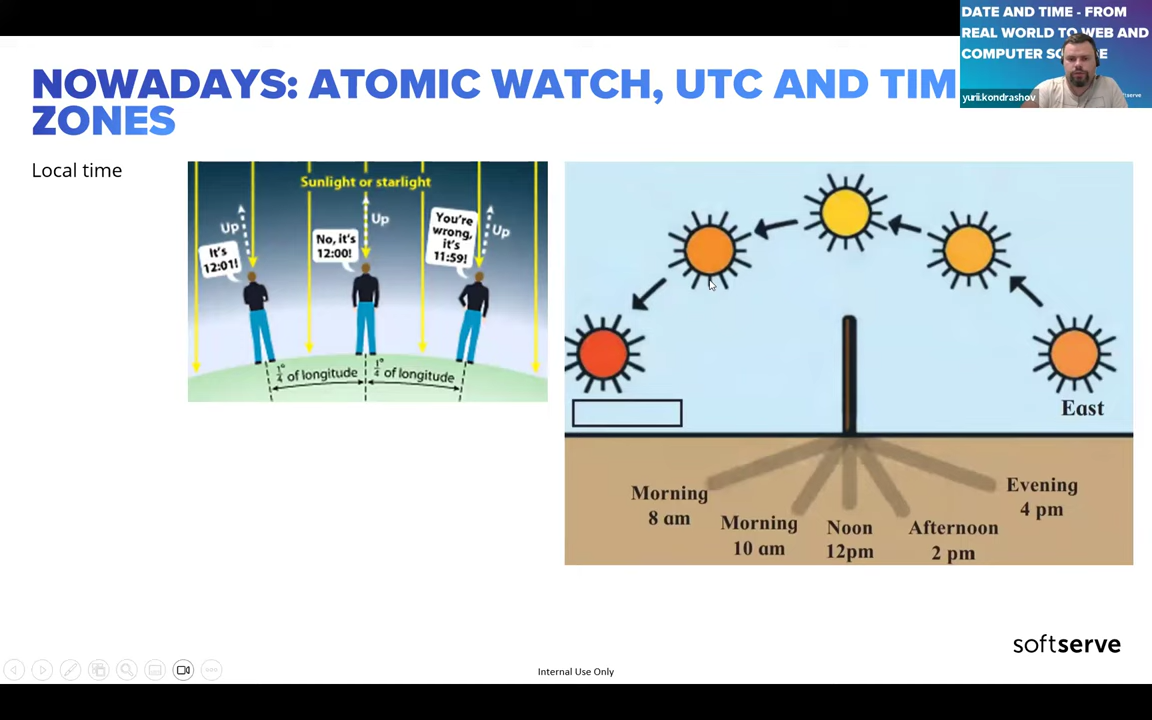 DATE AND TIME - FROM
REAL WORLD TO WEB AND
COMPUTER
yurii.kondrashov
NOWADAYS: ATOMIC WATCH, UTC AND TIM
ZONES
Local time
Sunlight or starlight
Up
Up
Up
It's
12:01!
No, it's
12:00!
You're
wrong,
it's
11:59!
1/4° of longitude
1/4° of longitude
East
Morning
8 am
Morning
10 am
Noon
12pm
Afternoon
2 pm
Evening
4 pm
softserve
Internal Use Only